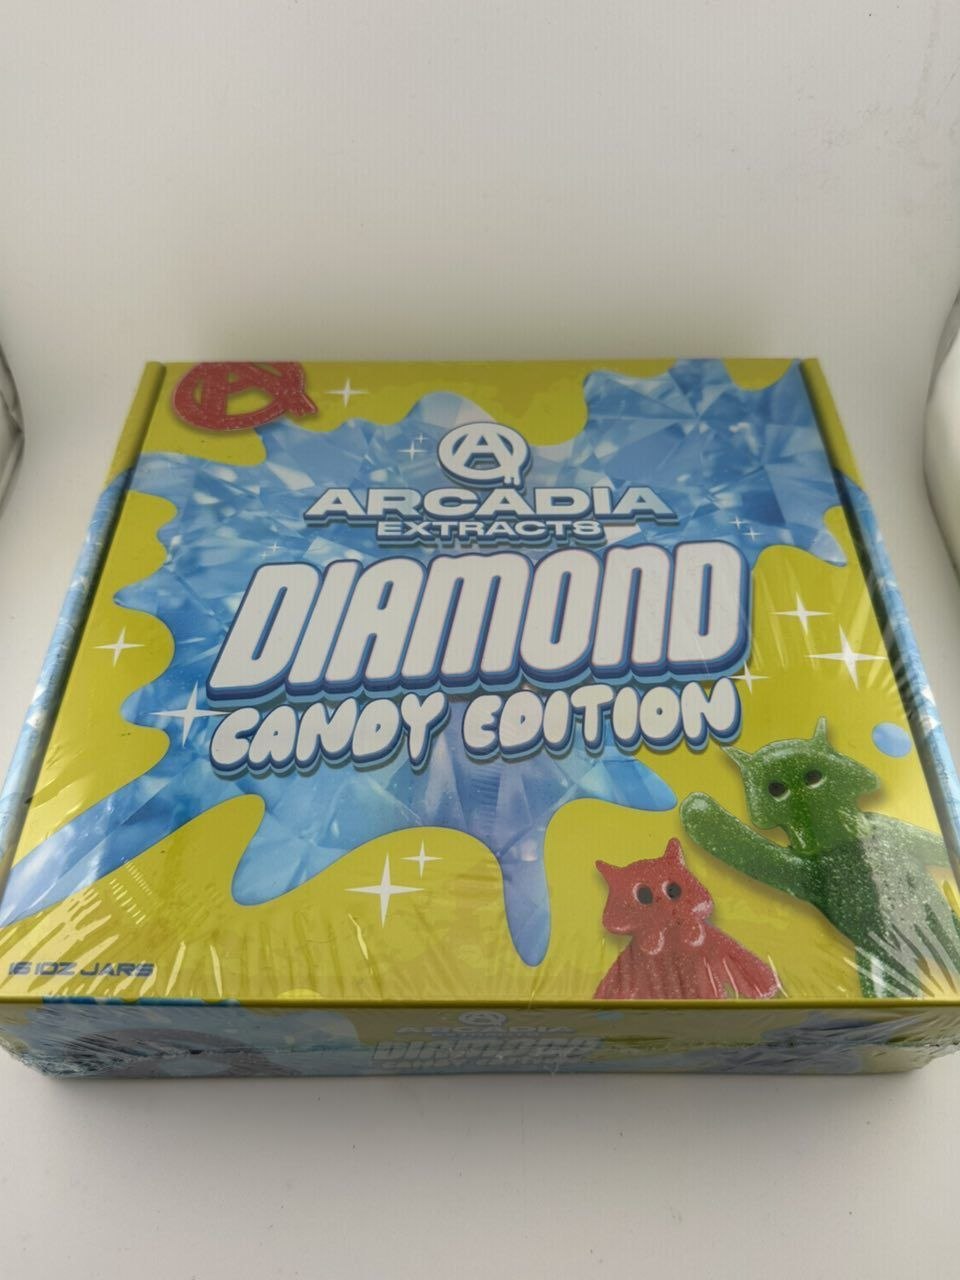 ARCADIA
EXTRACTS
DIAMOND
CANDY EDITION
16 1OZ JARS
ARCADIA
DIAMOND